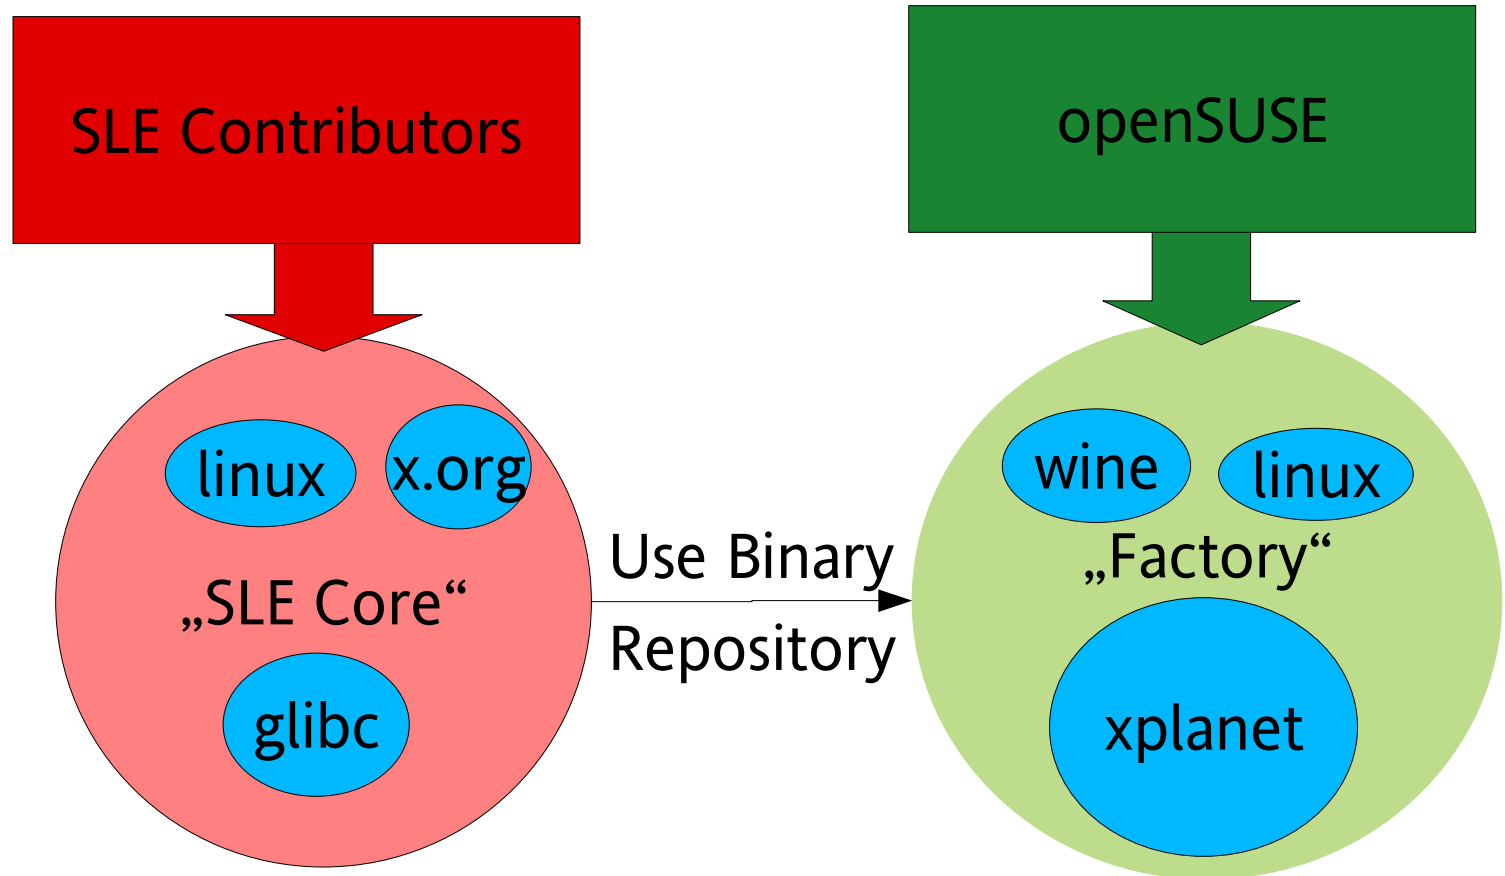 SLE Contributors
openSUSE
linux
x.org
„SLE Core“
glibc
Use Binary
Repository
wine
linux
„Factory“
xplanet